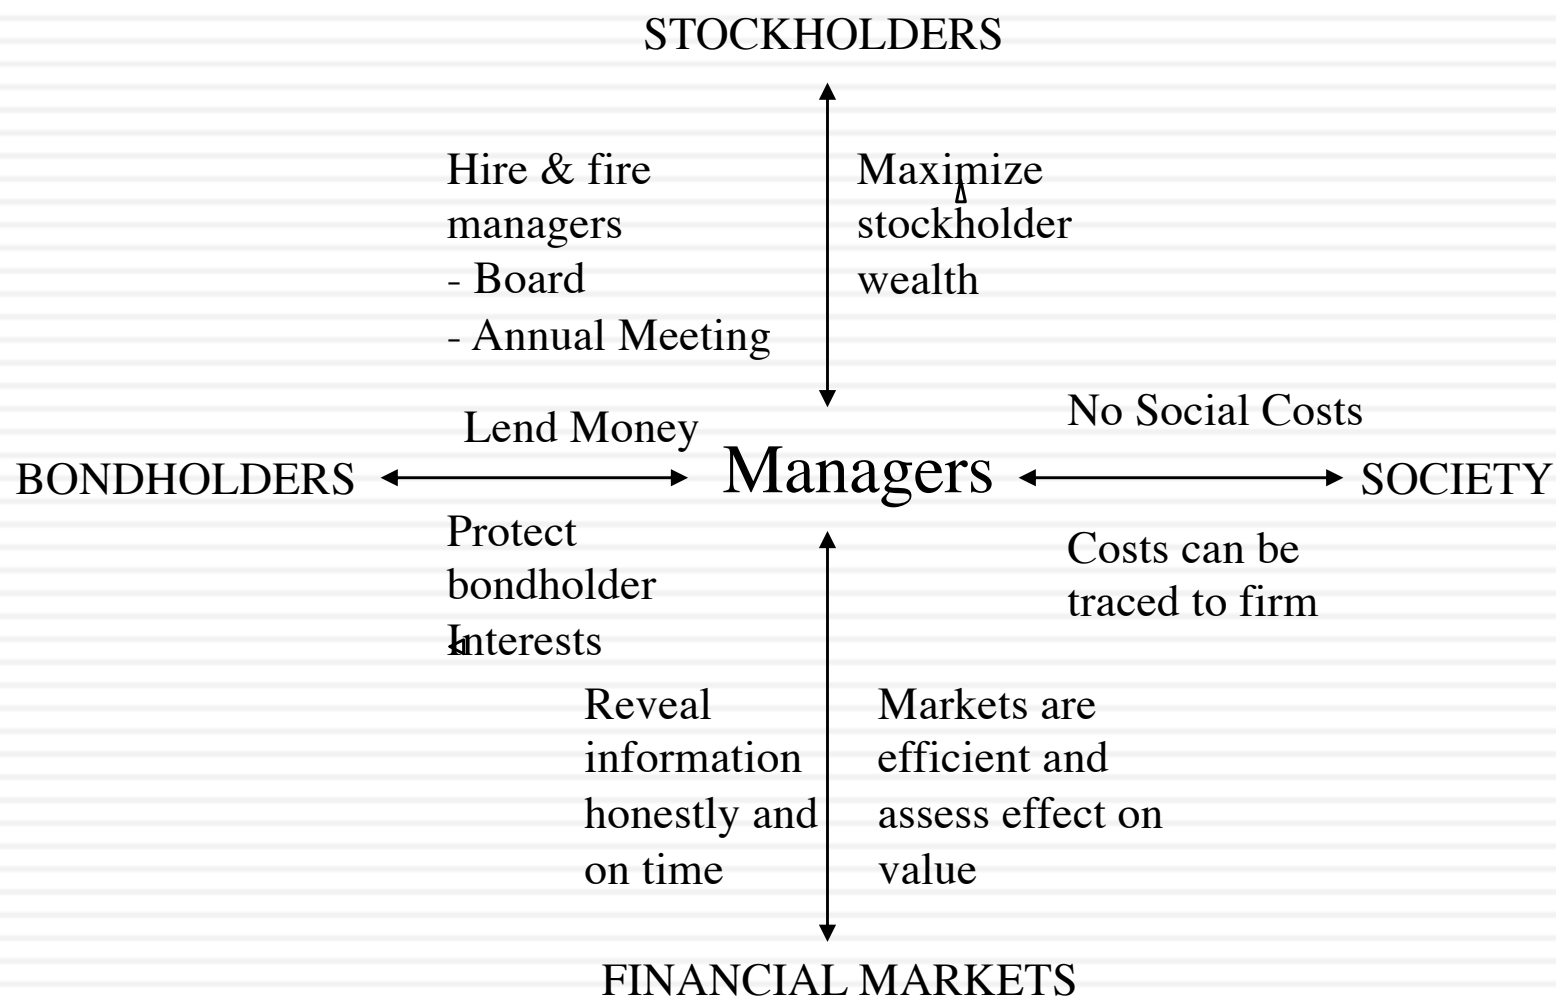 STOCKHOLDERS
Hire & fire
managers
- Board
- Annual Meeting
Maximize
stockholder
wealth
Lend Money
No Social Costs
BONDHOLDERS
Managers
SOCIETY
Protect
bondholder
Interests
Costs can be
traced to firm
Reveal
information
honestly and
on time
Markets are
efficient and
assess effect on
value
FINANCIAL MARKETS